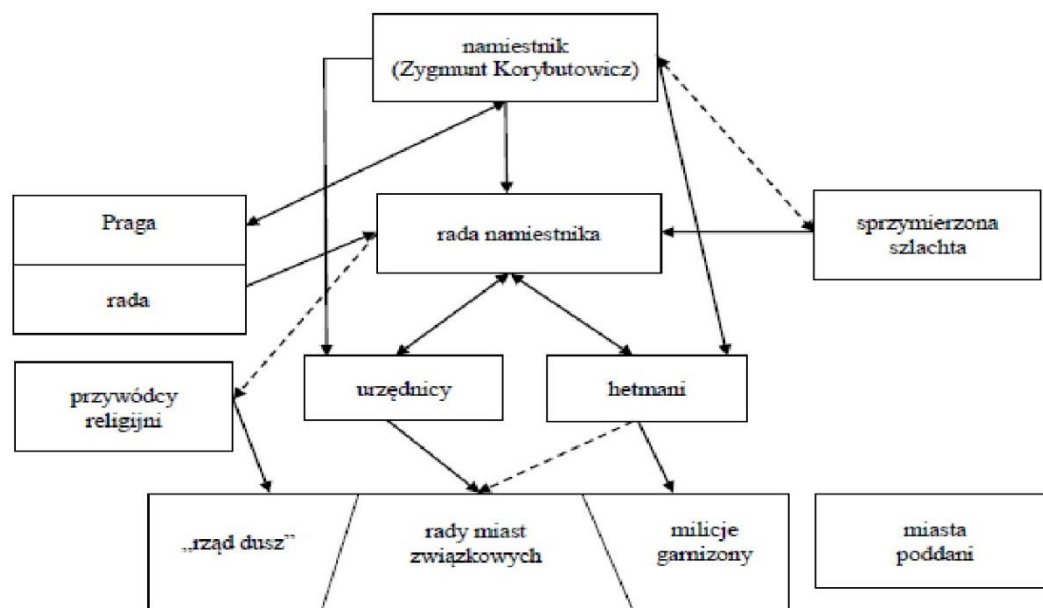 namiestnik
(Zygmunt Korybutowicz)
Praga
rada
rada namiestnika
sprzymierzona
szlachta
przywódcy
religijni
urzędnicy
hetmani
„rząd dusz”
rady miast
związkowych
milicje
garnizony
miasta
poddani